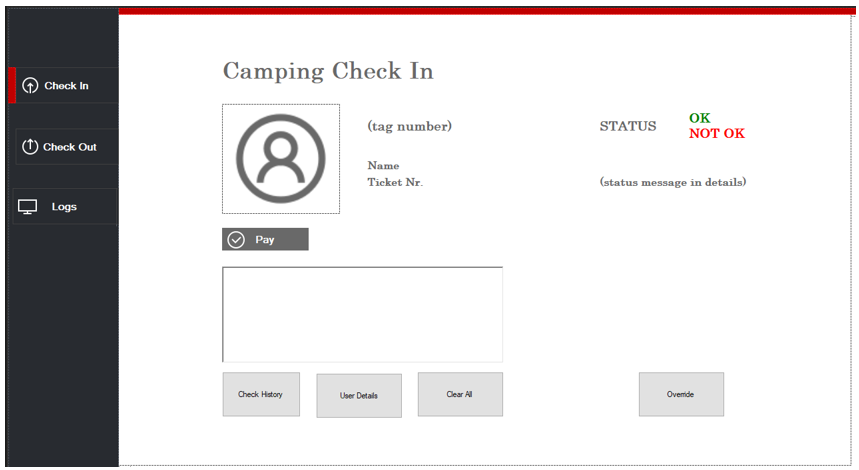 Camping Check In
Check In
(tag number)
STATUS
OK
NOT OK
Check Out
Name
Ticket Nr.
(status message in details)
Logs
Pay
Check History
User Details
Clear All
Override